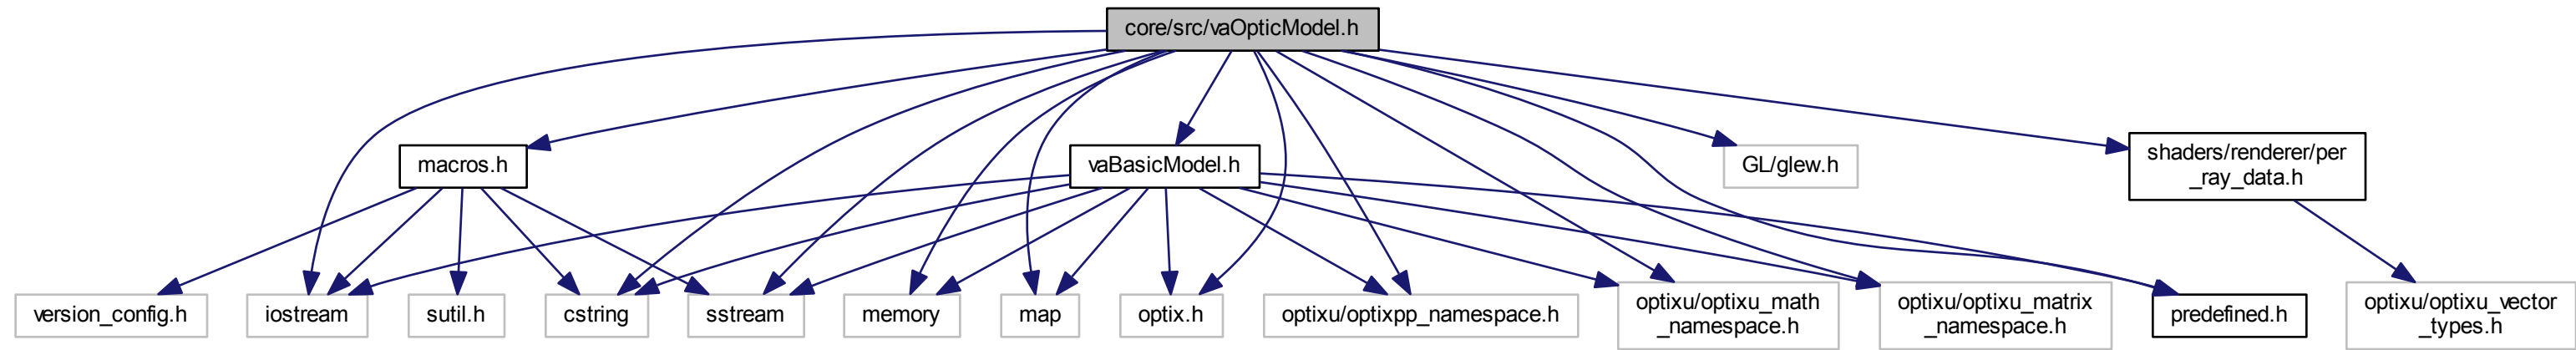 core/src/vaOpticModel.h
macros.h
vaBasicModel.h
GL/glew.h
shaders/renderer/per
_ray_data.h
version_config.h
iostream
sutil.h
cstring
sstream
memory
map
optix.h
optixu/optixpp_namespace.h
optixu/optixu_math
_namespace.h
optixu/optixu_matrix
_namespace.h
predefined.h
optixu/optixu_vector
_types.h